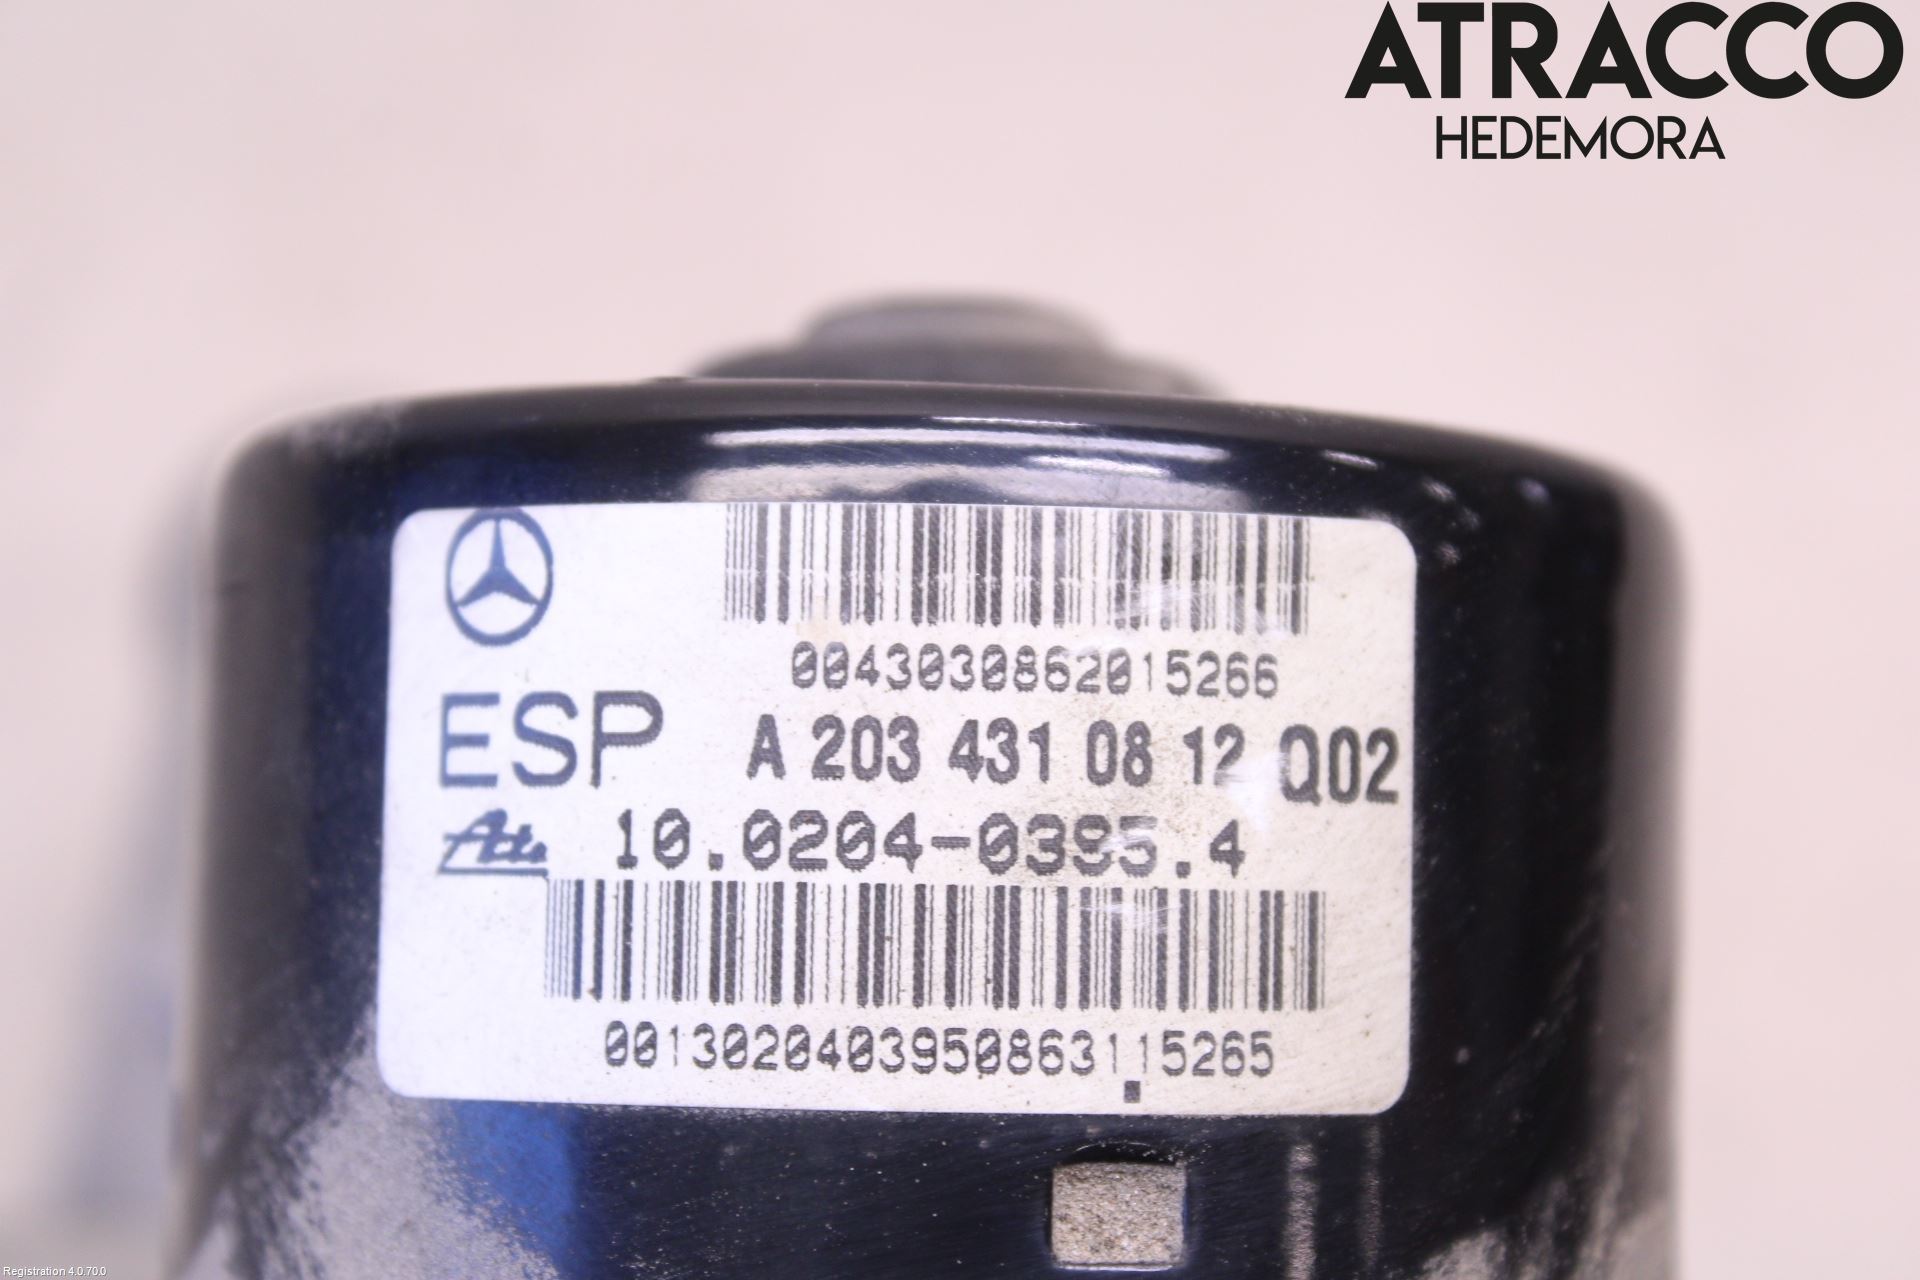 ATRACCO
HEDEMORA
0043030862015266
ESP A 203 431 08 12 Q02
Ate 10.0204-0395.4
0013020403950863115265
Registration 4.0.70.0